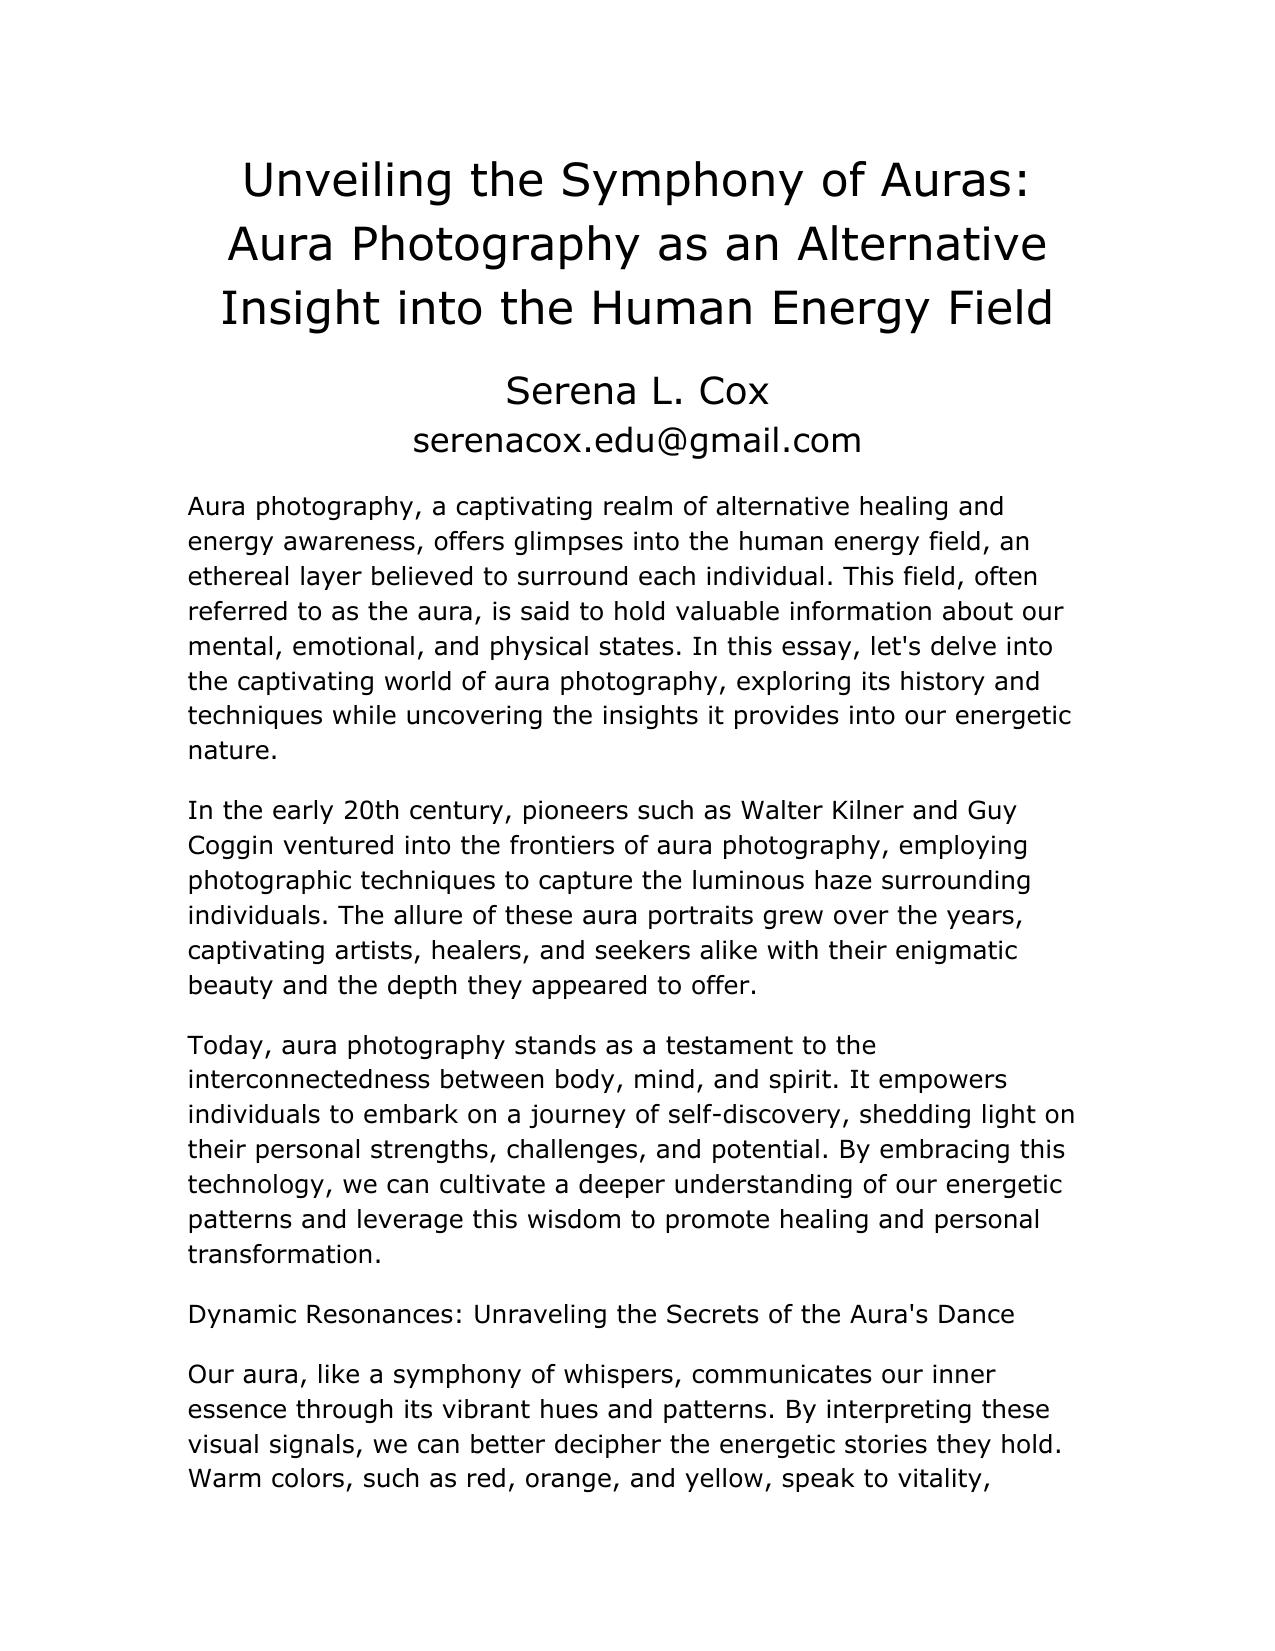 Unveiling the Symphony of Auras:
Aura Photography as an Alternative
Insight into the Human Energy Field
Serena L. Cox
serenacox.edu@gmail.com
Aura photography, a captivating realm of alternative healing and
energy awareness, offers glimpses into the human energy field, an
ethereal layer believed to surround each individual. This field, often
referred to as the aura, is said to hold valuable information about our
mental, emotional, and physical states. In this essay, let's delve into
the captivating world of aura photography, exploring its history and
techniques while uncovering the insights it provides into our energetic
nature.
In the early 20th century, pioneers such as Walter Kilner and Guy
Coggin ventured into the frontiers of aura photography, employing
photographic techniques to capture the luminous haze surrounding
individuals. The allure of these aura portraits grew over the years,
captivating artists, healers, and seekers alike with their enigmatic
beauty and the depth they appeared to offer.
Today, aura photography stands as a testament to the
interconnectedness between body, mind, and spirit. It empowers
individuals to embark on a journey of self-discovery, shedding light on
their personal strengths, challenges, and potential. By embracing this
technology, we can cultivate a deeper understanding of our energetic
patterns and leverage this wisdom to promote healing and personal
transformation.
Dynamic Resonances: Unraveling the Secrets of the Aura's Dance
Our aura, like a symphony of whispers, communicates our inner
essence through its vibrant hues and patterns. By interpreting these
visual signals, we can better decipher the energetic stories they hold.
Warm colors, such as red, orange, and yellow, speak to vitality,